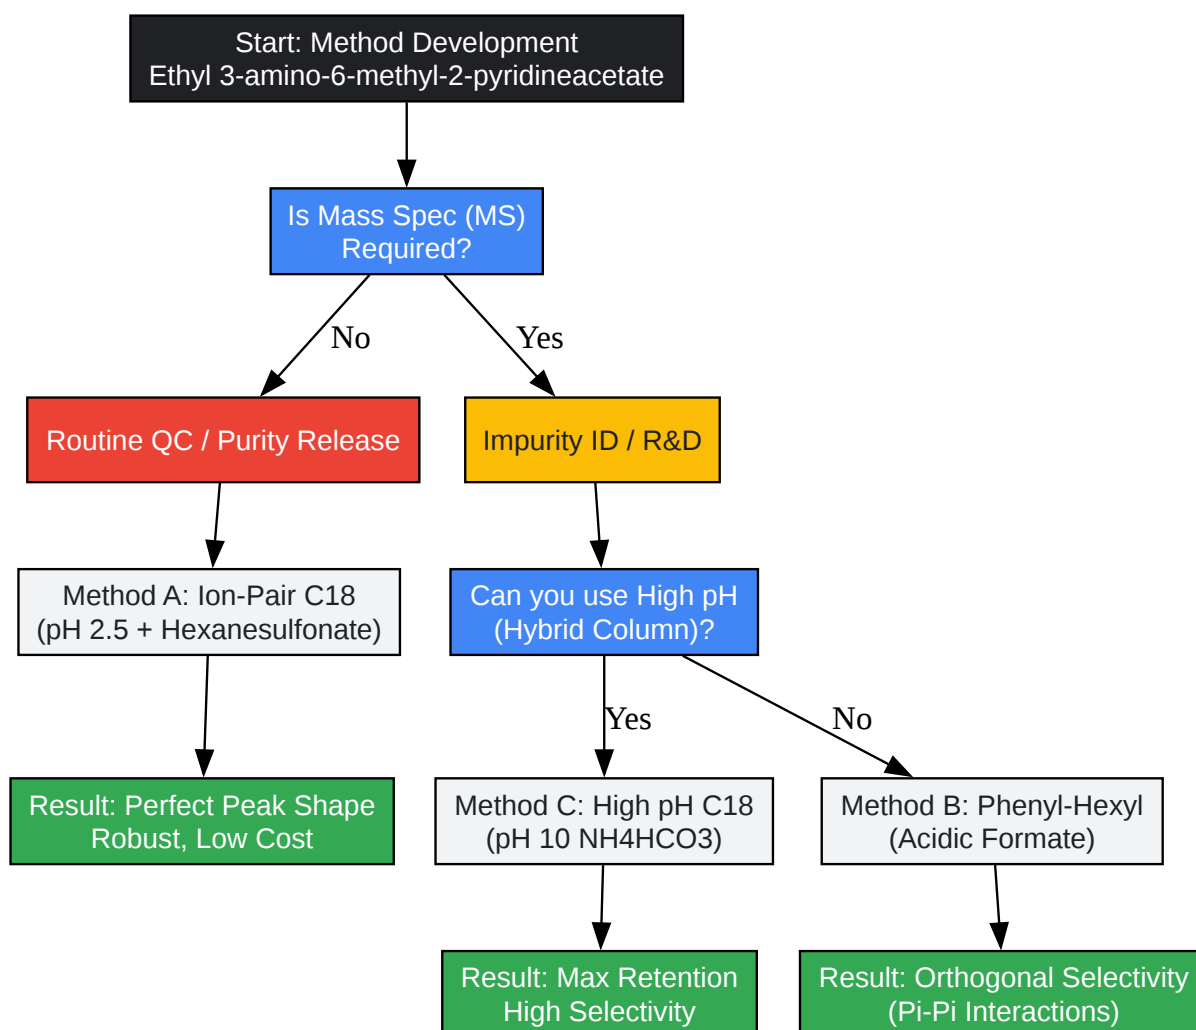 Start: Method Development
Ethyl 3-amino-6-methyl-2-pyridineacetate
Is Mass Spec (MS)
Required?
No
Yes
Routine QC / Purity Release
Impurity ID / R&D
Method A: Ion-Pair C18
(pH 2.5 + Hexanesulfonate)
Can you use High pH
(Hybrid Column)?
Yes
No
Result: Perfect Peak Shape
Robust, Low Cost
Method C: High pH C18
(pH 10 NH4HCO3)
Method B: Phenyl-Hexyl
(Acidic Formate)
Result: Max Retention
High Selectivity
Result: Orthogonal Selectivity
(Pi-Pi Interactions)